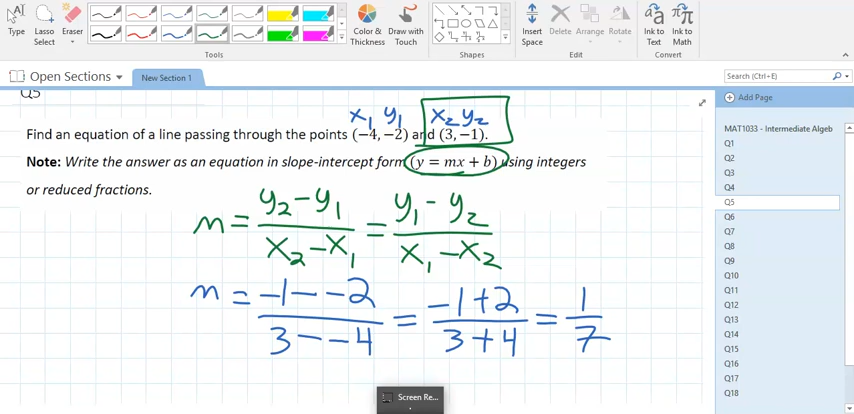 Type
Lasso Select
Eraser
Color & Thickness
Draw with Touch
Insert Space
Delete
Arrange
Rotate
Ink to Text
Ink to Math
Tools
Shapes
Edit
Convert
Open Sections
New Section 1
Search (Ctrl+E)
Add Page
MAT1033 - Intermediate Algeb
Q1
Q2
Q3
Q4
Q5
Q6
Q7
Q8
Q9
Q10
Q11
Q12
Q13
Q14
Q15
Q16
Q17
Q18
Q5
x₁ y₁ x₂ y₂
Find an equation of a line passing through the points (−4, −2) and (3, −1).
Note: Write the answer as an equation in slope-intercept form (y = mx + b) using integers
or reduced fractions.
m = (y₂ − y₁)/(x₂ − x₁) = (y₁ − y₂)/(x₁ − x₂)
m = (−1 − −2)/(3 − −4) = (−1 + 2)/(3 + 4) = 1/7
Screen Re...